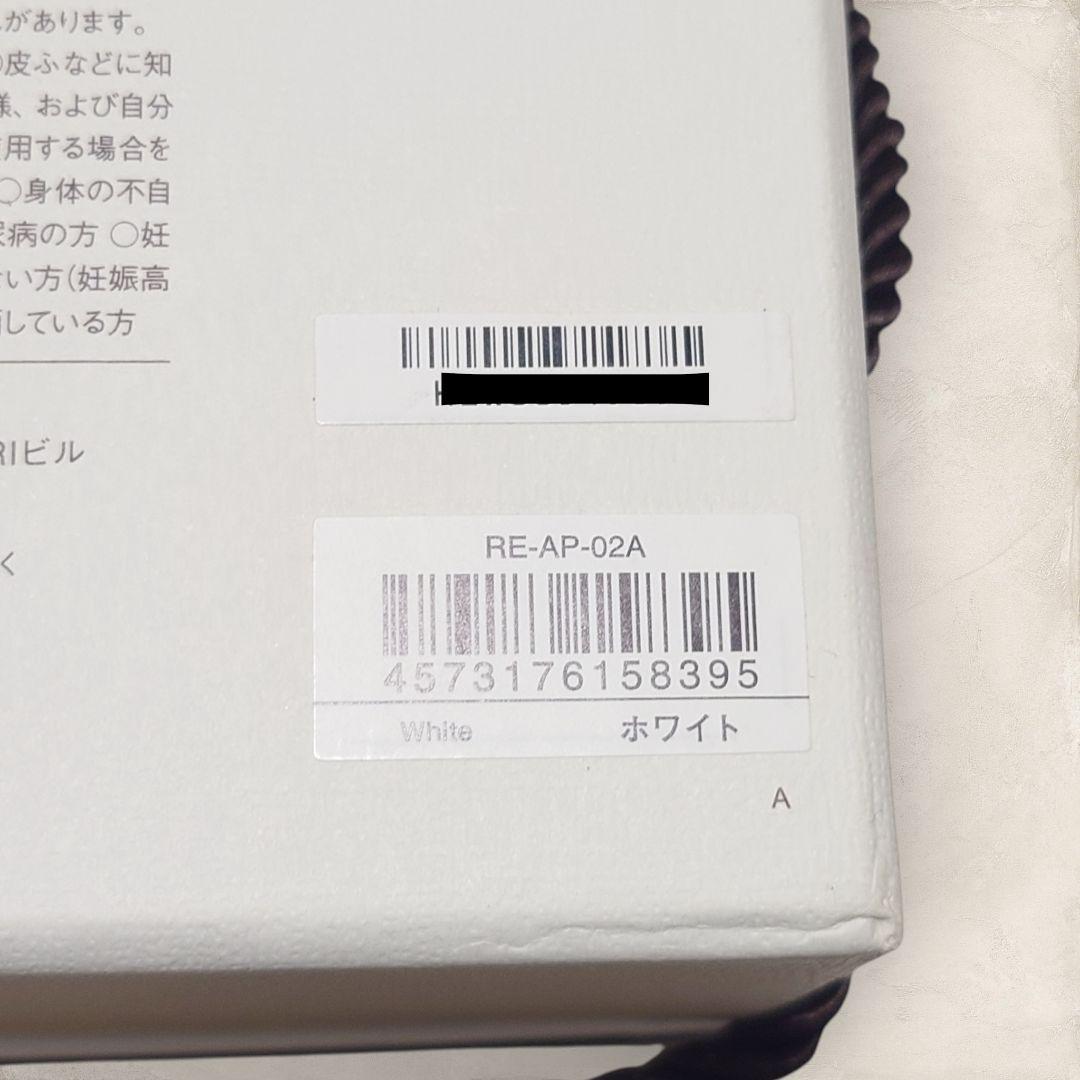 があります。
皮ふなどに知
様、および自分
用する場合を
○身体の不自
病の方 ○妊
い方(妊娠高
している方
RIビル
く
RE-AP-02A
4573176158395
White ホワイト
A